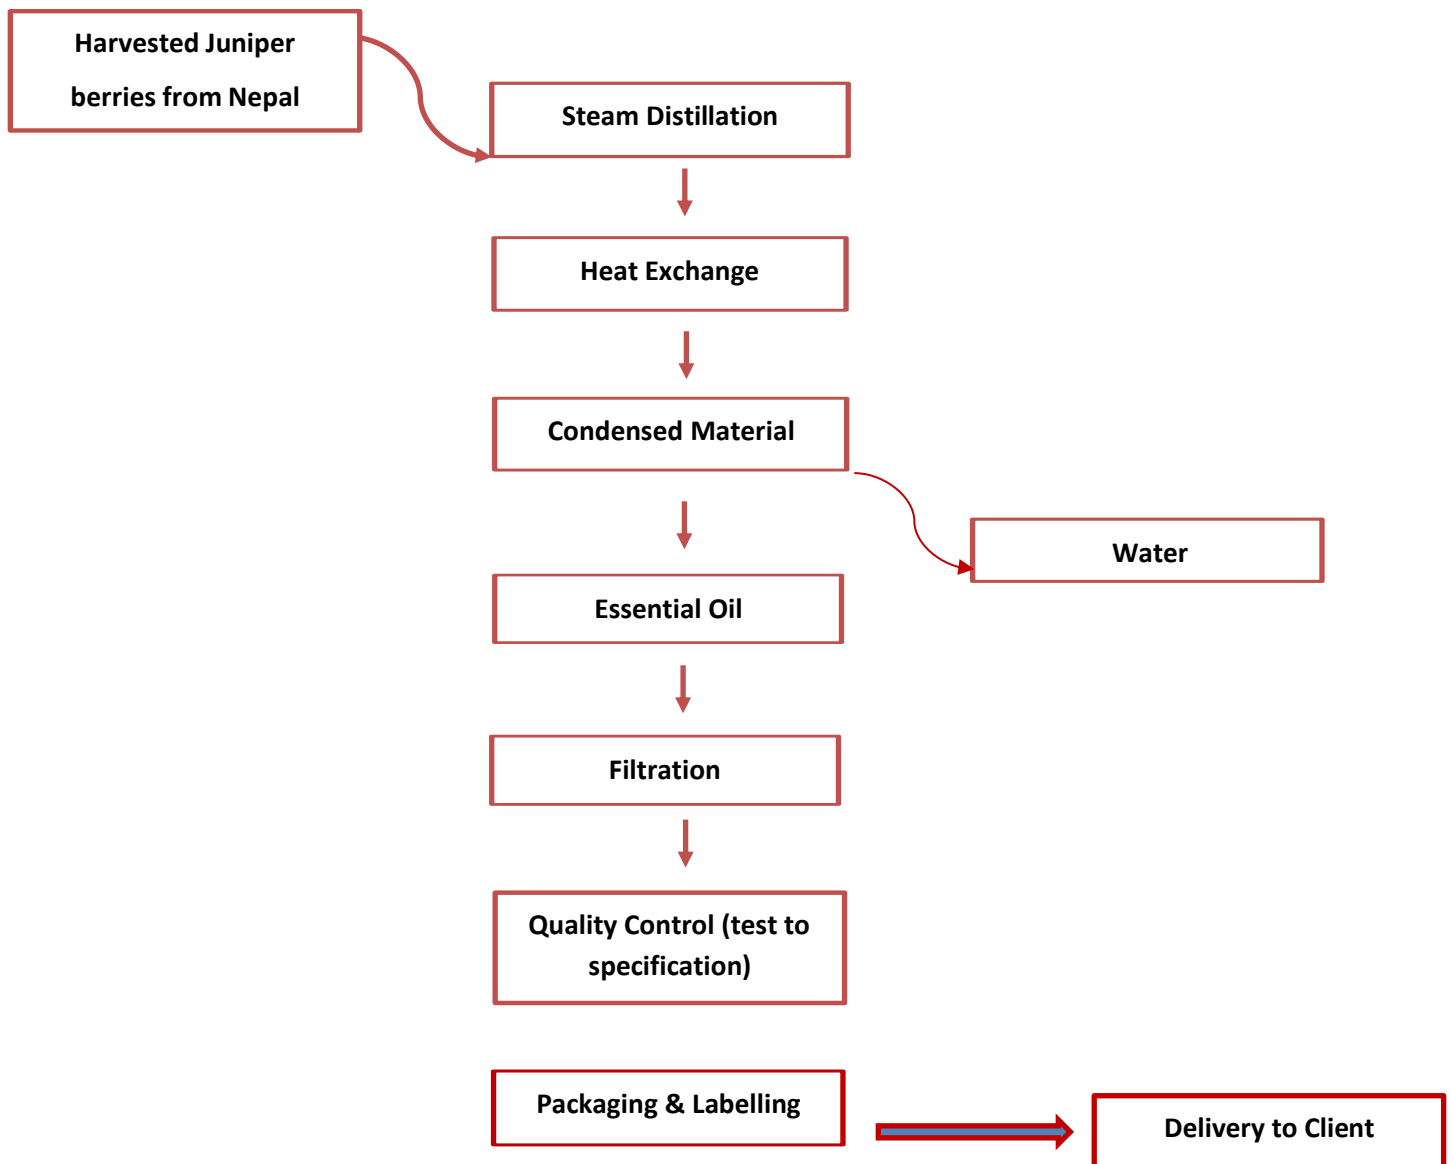 Harvested Juniper
berries from Nepal
Steam Distillation
Heat Exchange
Condensed Material
Water
Essential Oil
Filtration
Quality Control (test to
specification)
Packaging & Labelling
Delivery to Client